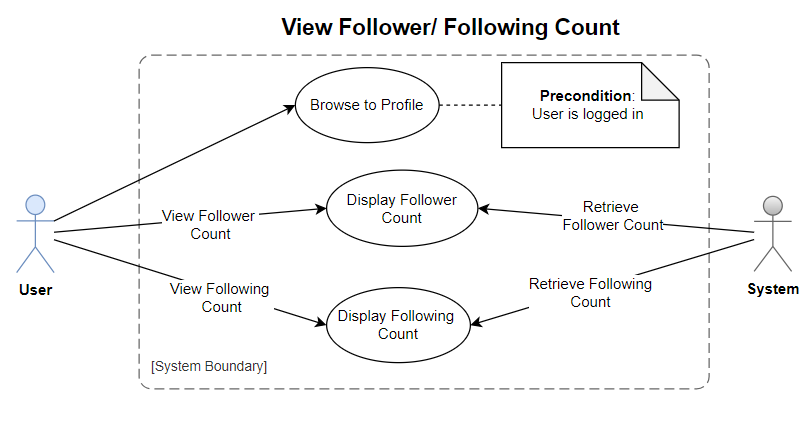 View Follower/ Following Count
Browse to Profile
Precondition:
User is logged in
View Follower
Count
Display Follower
Count
Retrieve
Follower Count
User
System
View Following
Count
Display Following
Count
Retrieve Following
Count
[System Boundary]